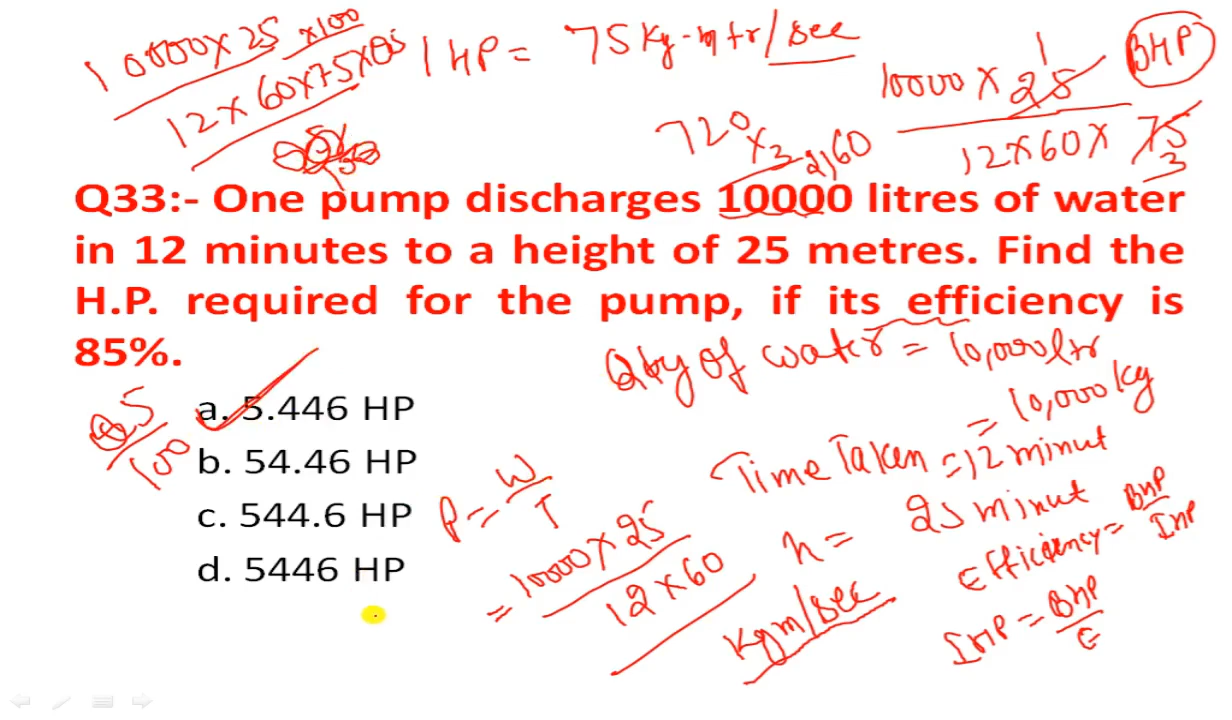 10000 × 25 × 100
12 × 60 × 75 × 85
1 HP = 75 Kg-mtr/sec
10000 × 25 1
12 × 60 × 75 3
BHP
720 × 3 2160
Q33:- One pump discharges 10000 litres of water
in 12 minutes to a height of 25 metres. Find the
H.P. required for the pump, if its efficiency is
85%.
Qty of water = 10,000 ltr
= 10,000 kg
85/100
a. 5.446 HP
b. 54.46 HP
c. 544.6 HP
d. 5446 HP
Time Taken = 12 minut
h = 25 minut
P = W/T
= 10000 × 25
12 × 60
Kgm/sec
Efficiency = BHP/IHP
IHP = BHP/E